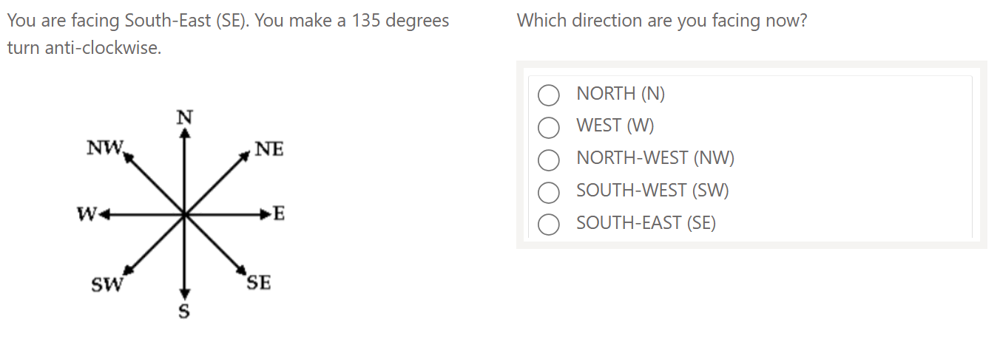 You are facing South-East (SE). You make a 135 degrees
turn anti-clockwise.
N
NW
NE
W
E
SW
SE
S
Which direction are you facing now?
NORTH (N)
WEST (W)
NORTH-WEST (NW)
SOUTH-WEST (SW)
SOUTH-EAST (SE)